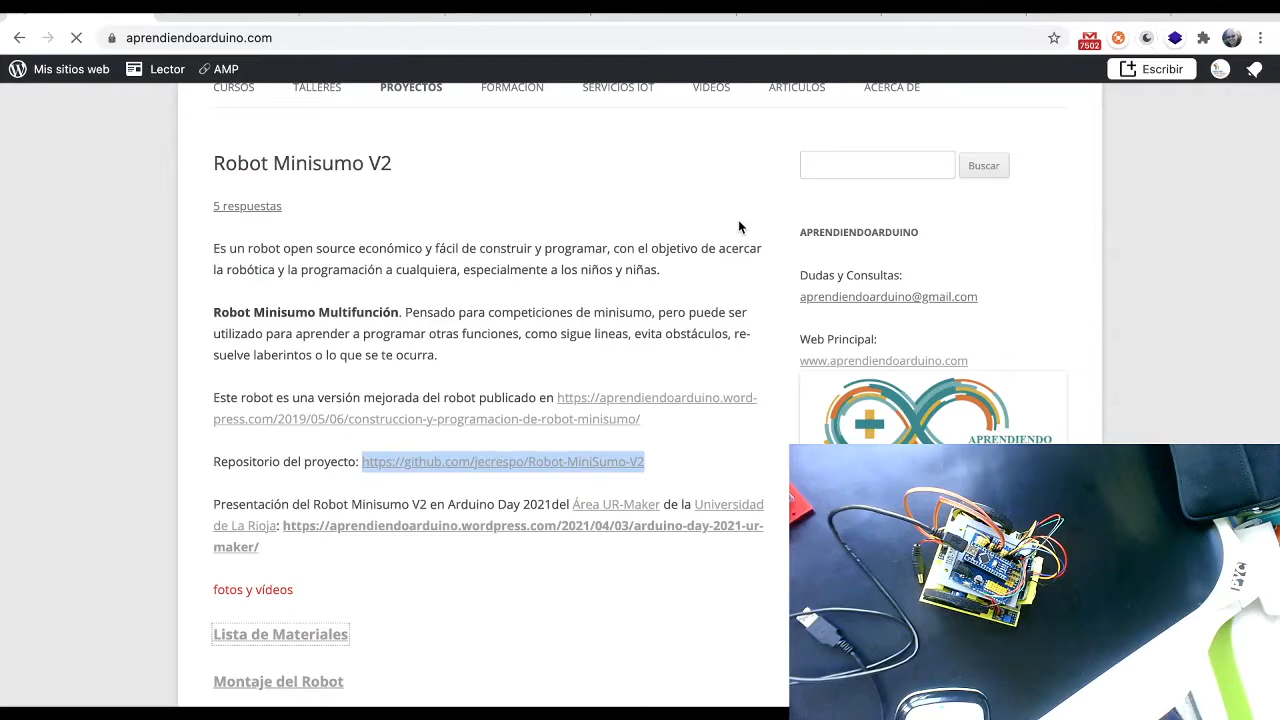 aprendiendoarduino.com
7502
Mis sitios web
Lector
AMP
Escribir
CURSOS
TALLERES
PROYECTOS
FORMACIÓN
SERVICIOS IOT
VÍDEOS
ARTÍCULOS
ACERCA DE
Robot Minisumo V2
5 respuestas
Es un robot open source económico y fácil de construir y programar, con el objetivo de acercar
la robótica y la programación a cualquiera, especialmente a los niños y niñas.
Robot Minisumo Multifunción. Pensado para competiciones de minisumo, pero puede ser
utilizado para aprender a programar otras funciones, como sigue lineas, evita obstáculos, re-
suelve laberintos o lo que se te ocurra.
Este robot es una versión mejorada del robot publicado en https://aprendiendoarduino.word-
press.com/2019/05/06/construccion-y-programacion-de-robot-minisumo/
Repositorio del proyecto: https://github.com/jecrespo/Robot-MiniSumo-V2
Presentación del Robot Minisumo V2 en Arduino Day 2021del Área UR-Maker de la Universidad
de La Rioja: https://aprendiendoarduino.wordpress.com/2021/04/03/arduino-day-2021-ur-
maker/
fotos y vídeos
Lista de Materiales
Montaje del Robot
Buscar
APRENDIENDOARDUINO
Dudas y Consultas:
aprendiendoarduino@gmail.com
Web Principal:
www.aprendiendoarduino.com
APRENDIENDO